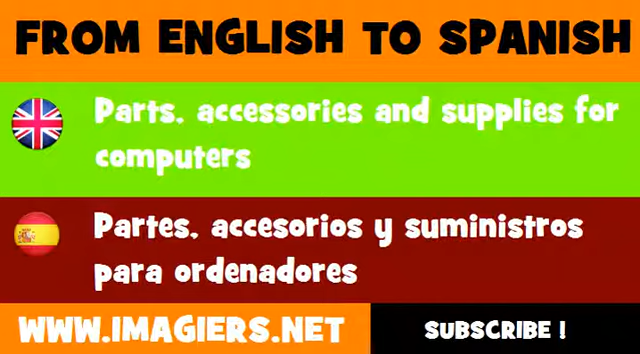 FROM ENGLISH TO SPANISH
Parts, accessories and supplies for
computers
Partes, accesorios y suministros
para ordenadores
WWW.IMAGIERS.NET
SUBSCRIBE !